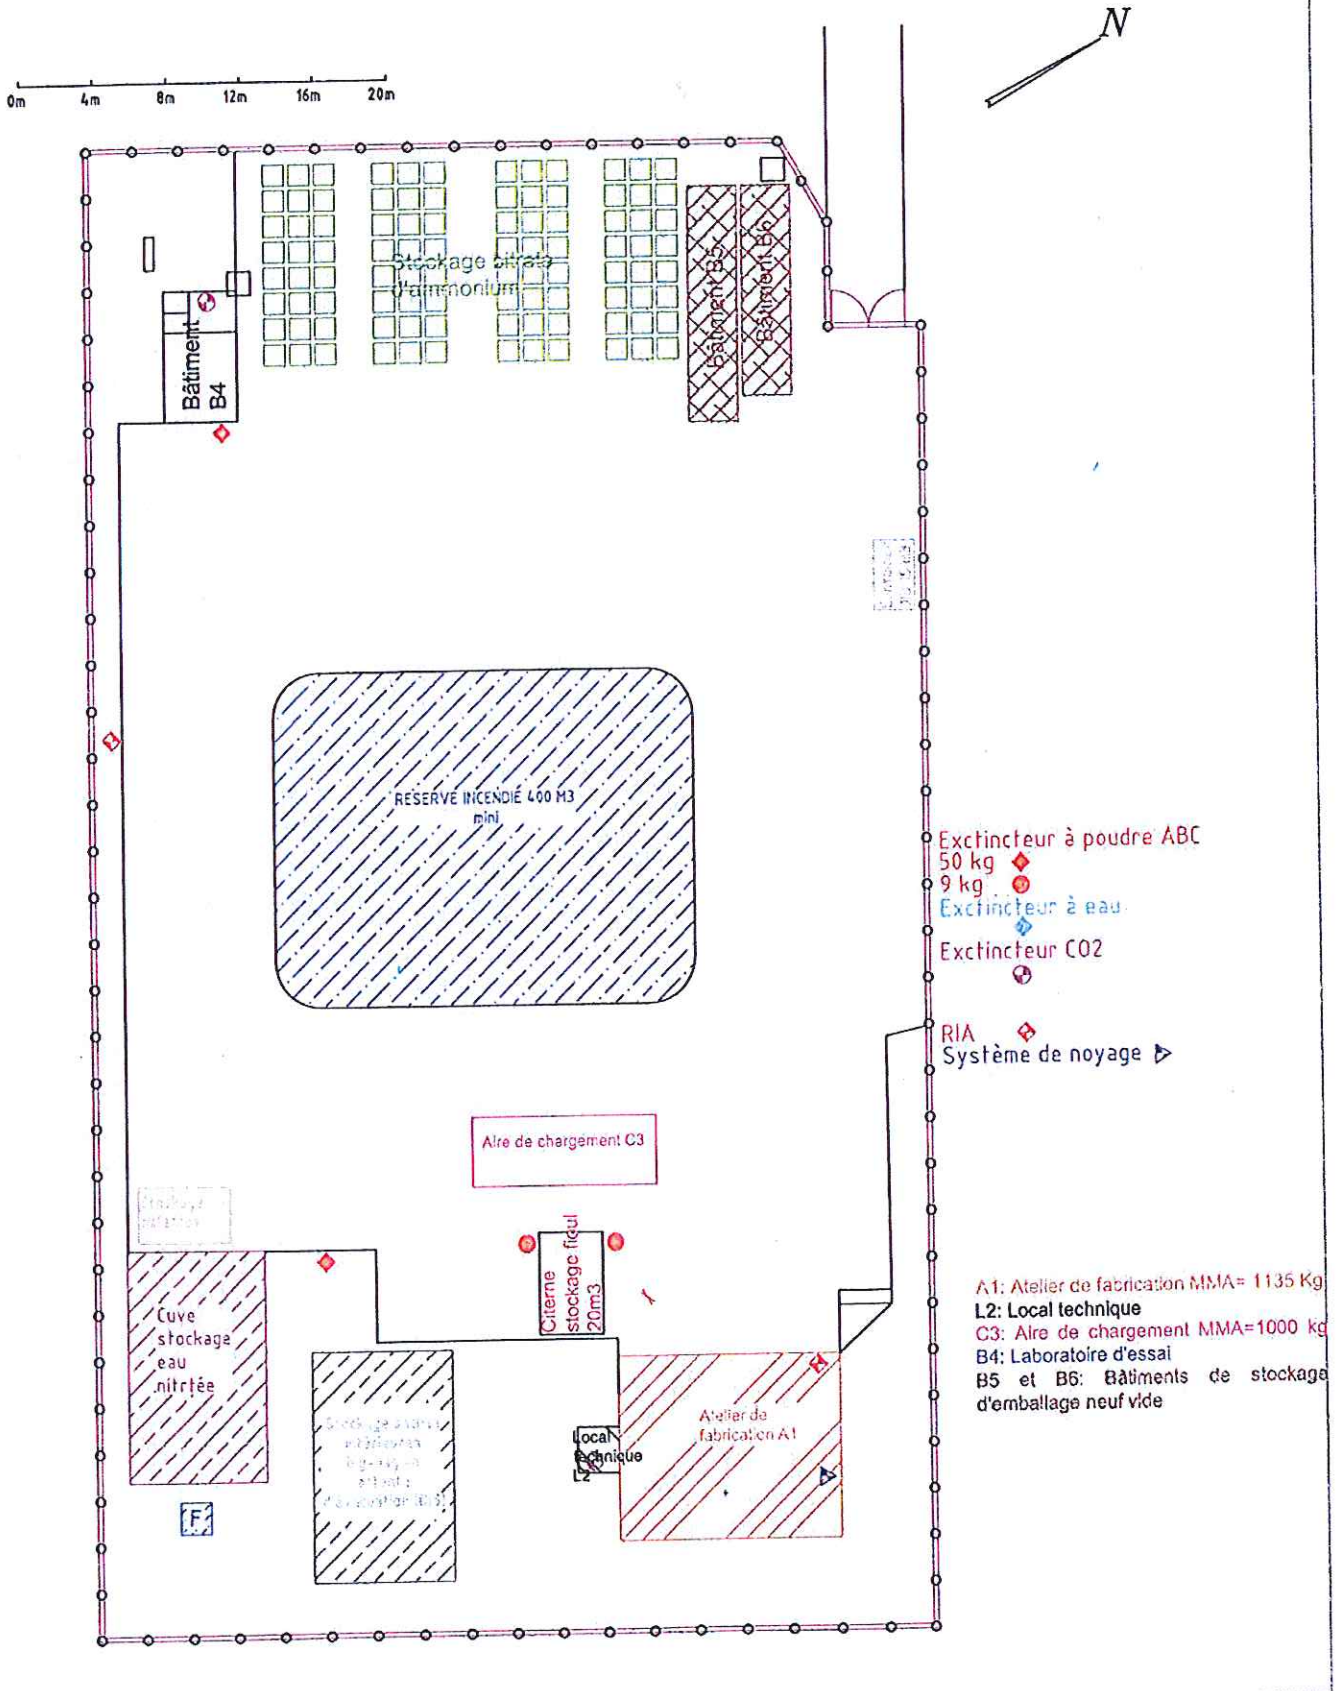 N
0m 4m 8m 12m 16m 20m
Stockage citrate
d'ammonium
Bâtiment B5
Bâtiment B6
Bâtiment
B4
RESERVE INCENDIE 400 M3
mini
Exctincteur à poudre ABC
50 kg
9 kg
Exctincteur à eau
Exctincteur CO2
RIA
Système de noyage
Aire de chargement C3
Stockage
Citerne
stockage fioul
20m3
Cuve
stockage
eau
nitrtée
F
Local
technique
L2
Atelier de
fabrication A1
A1: Atelier de fabrication MMA= 1135 Kg
L2: Local technique
C3: Aire de chargement MMA=1000 kg
B4: Laboratoire d'essai
B5 et B6: Bâtiments de stockage
d'emballage neuf vide